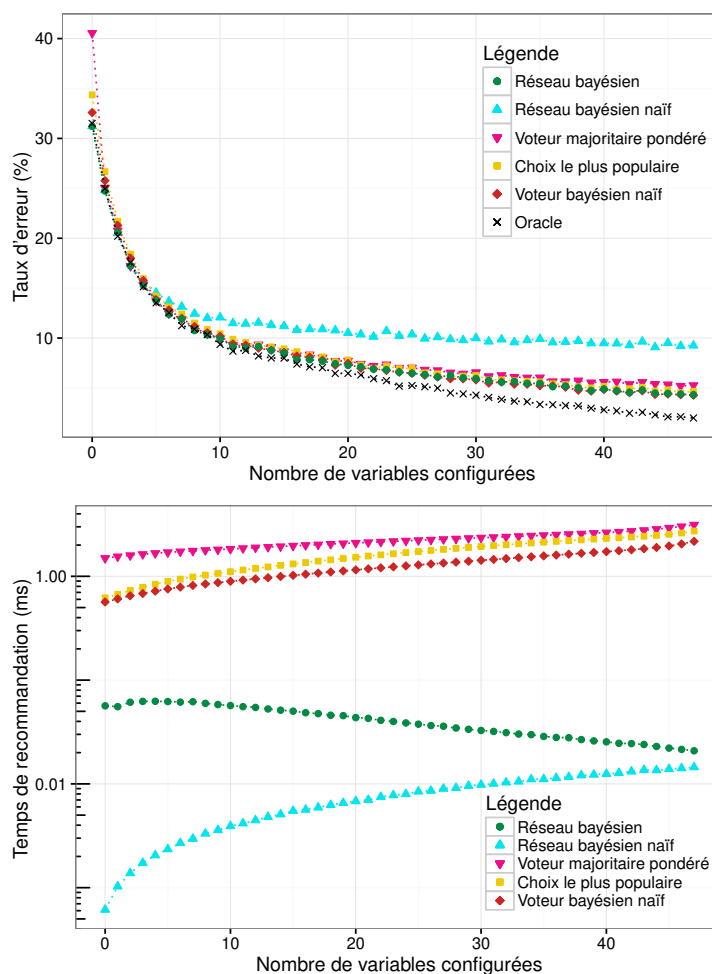 40
30
20
10
Taux d'erreur (%)
Légende
Réseau bayésien
Réseau bayésien naïf
Voteur majoritaire pondéré
Choix le plus populaire
Voteur bayésien naïf
Oracle
0 10 20 30 40
Nombre de variables configurées
1.00
0.01
Temps de recommandation (ms)
Légende
Réseau bayésien
Réseau bayésien naïf
Voteur majoritaire pondéré
Choix le plus populaire
Voteur bayésien naïf
0 10 20 30 40
Nombre de variables configurées